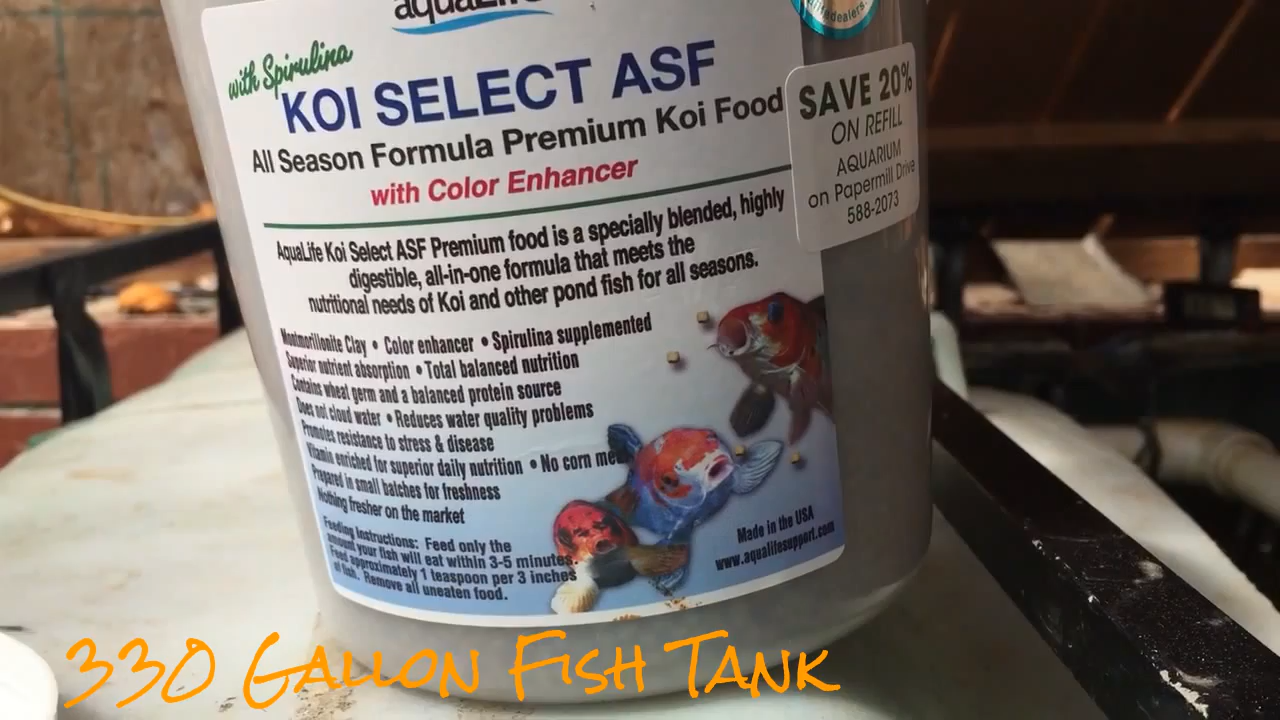 aquaLife
with Spirulina
KOI SELECT ASF
All Season Formula Premium Koi Food
with Color Enhancer
AquaLife Koi Select ASF Premium food is a specially blended, highly
digestible, all-in-one formula that meets the
nutritional needs of Koi and other pond fish for all seasons.
Montmorillonite Clay • Color enhancer • Spirulina supplemented
Superior nutrient absorption • Total balanced nutrition
Contains wheat germ and a balanced protein source
Does not cloud water • Reduces water quality problems
Promotes resistance to stress & disease
Vitamin enriched for superior daily nutrition • No corn
Prepared in small batches for freshness
Nothing fresher on the market
Feeding Instructions: Feed only the
amount your fish will eat within 3-5 minutes.
Feed approximately 1 teaspoon per 3 inches
of fish. Remove all uneaten food.
Made in the USA
www.aqualifesupport.com
SAVE 20%
ON REFILL
AQUARIUM
on Papermill Drive
588-2073
330 Gallon Fish Tank